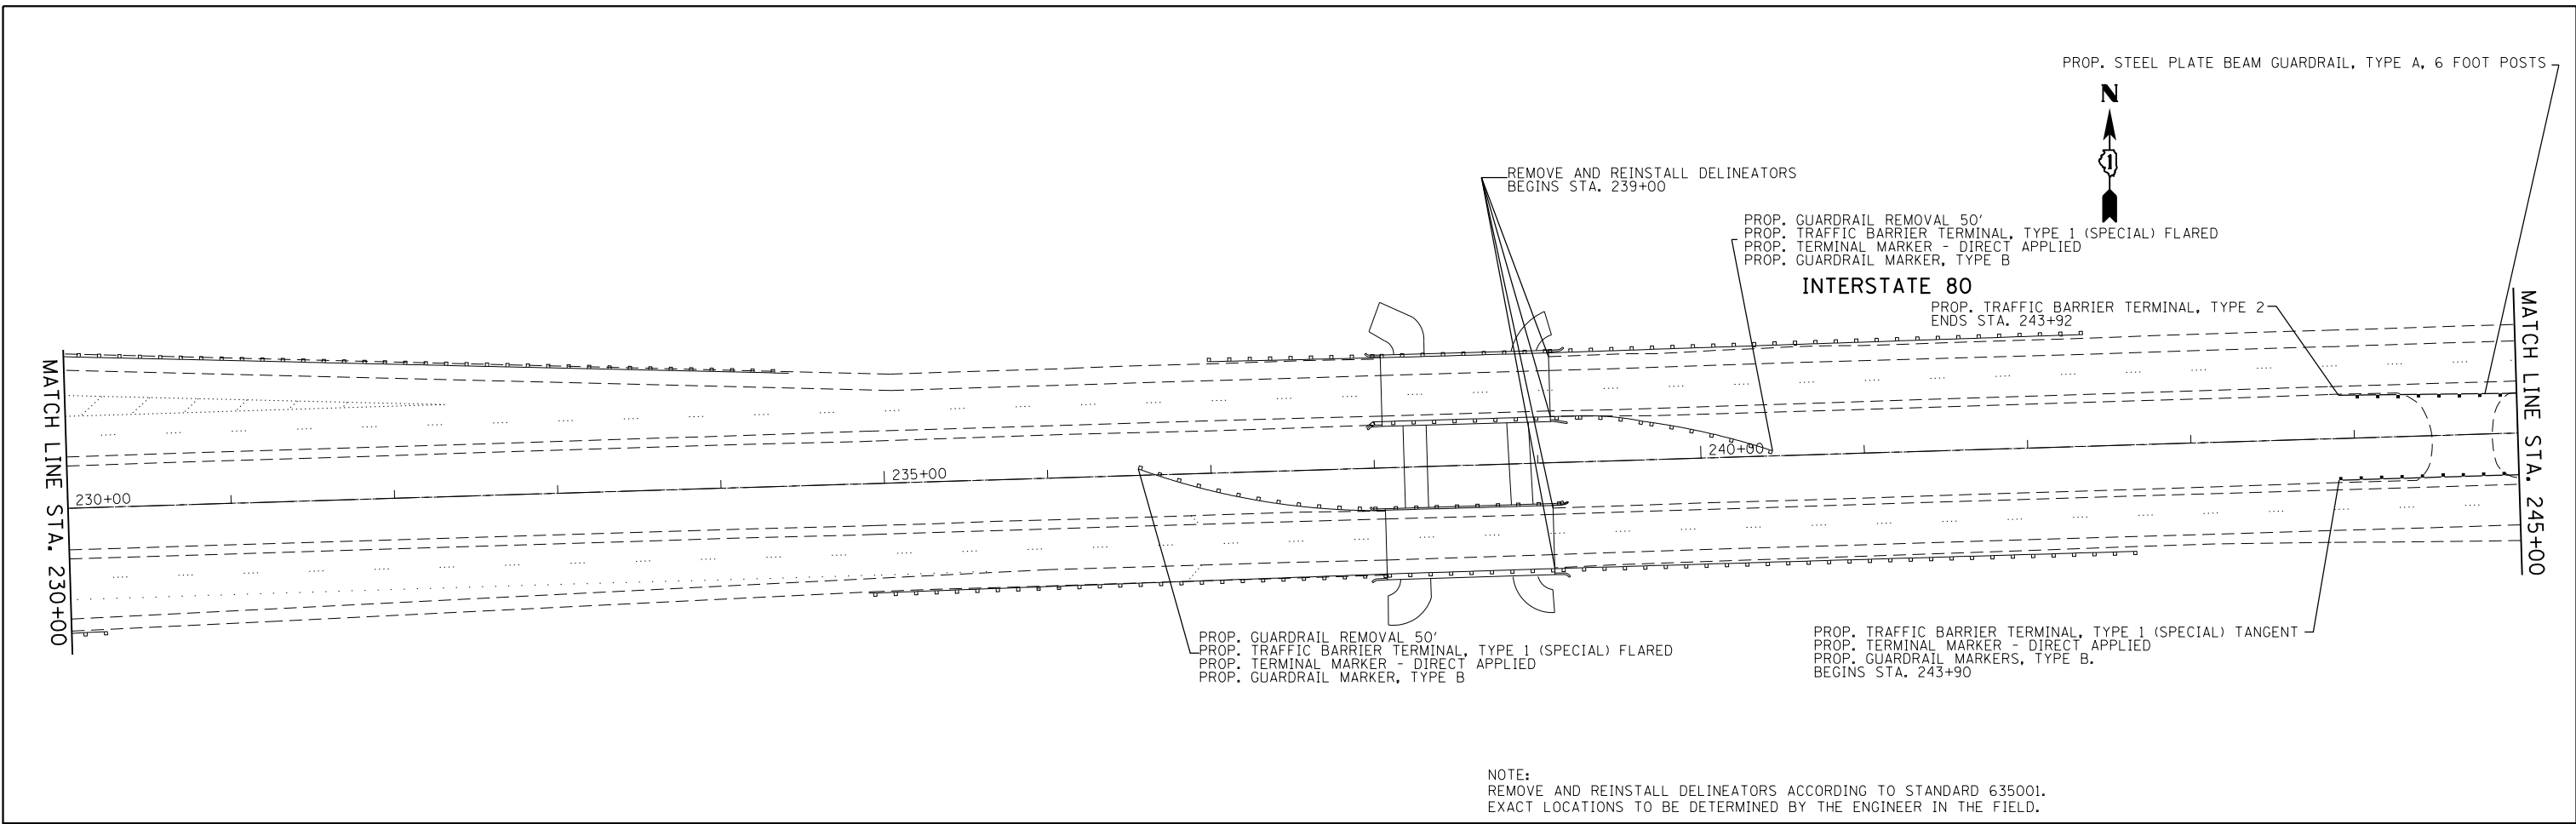 PROP. STEEL PLATE BEAM GUARDRAIL, TYPE A, 6 FOOT POSTS
N
1
REMOVE AND REINSTALL DELINEATORS
BEGINS STA. 239+00
PROP. GUARDRAIL REMOVAL 50'
PROP. TRAFFIC BARRIER TERMINAL, TYPE 1 (SPECIAL) FLARED
PROP. TERMINAL MARKER - DIRECT APPLIED
PROP. GUARDRAIL MARKER, TYPE B
INTERSTATE 80
PROP. TRAFFIC BARRIER TERMINAL, TYPE 2
ENDS STA. 243+92
MATCH LINE STA. 230+00
MATCH LINE STA. 245+00
230+00
235+00
240+00
PROP. GUARDRAIL REMOVAL 50'
PROP. TRAFFIC BARRIER TERMINAL, TYPE 1 (SPECIAL) FLARED
PROP. TERMINAL MARKER - DIRECT APPLIED
PROP. GUARDRAIL MARKER, TYPE B
PROP. TRAFFIC BARRIER TERMINAL, TYPE 1 (SPECIAL) TANGENT
PROP. TERMINAL MARKER - DIRECT APPLIED
PROP. GUARDRAIL MARKERS, TYPE B.
BEGINS STA. 243+90
NOTE:
REMOVE AND REINSTALL DELINEATORS ACCORDING TO STANDARD 635001.
EXACT LOCATIONS TO BE DETERMINED BY THE ENGINEER IN THE FIELD.